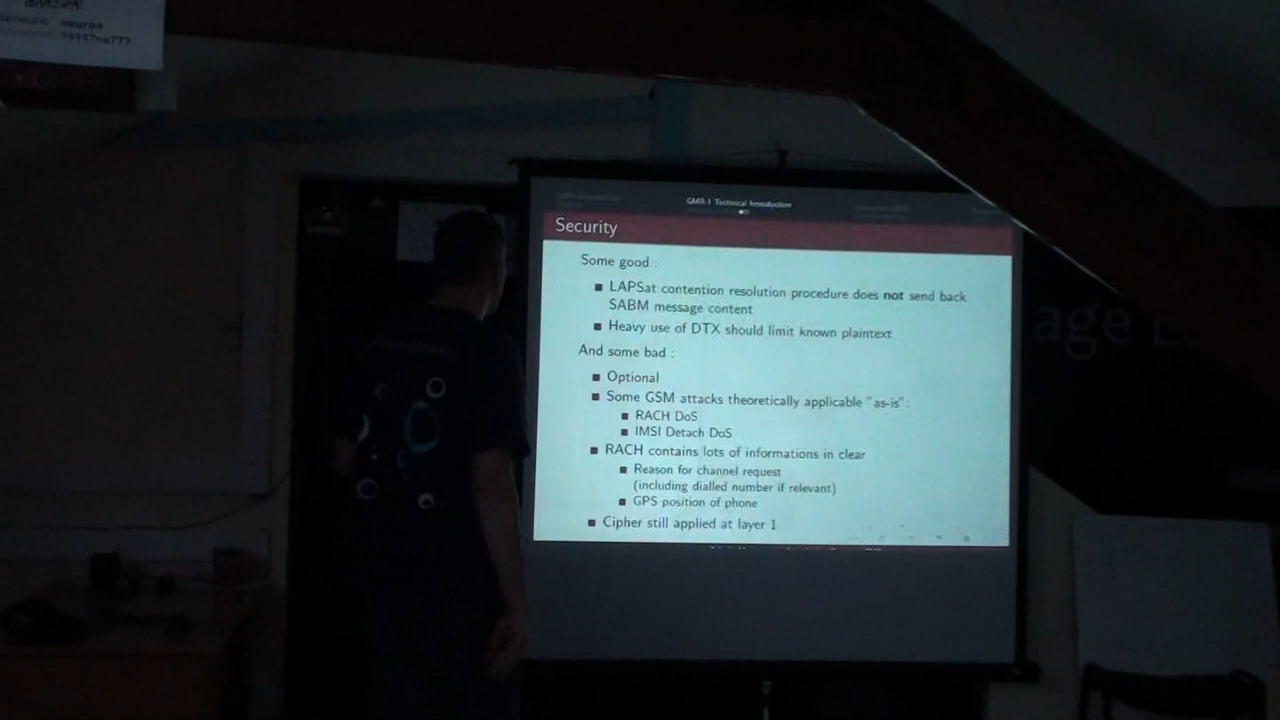 neuron
GMR-1 Technical Introduction
Security
Some good :
LAPSat contention resolution procedure does not send back
SABM message content
Heavy use of DTX should limit known plaintext
And some bad :
Optional
Some GSM attacks theoretically applicable "as-is":
RACH DoS
IMSI Detach DoS
RACH contains lots of informations in clear
Reason for channel request
(including dialled number if relevant)
GPS position of phone
Cipher still applied at layer 1
age